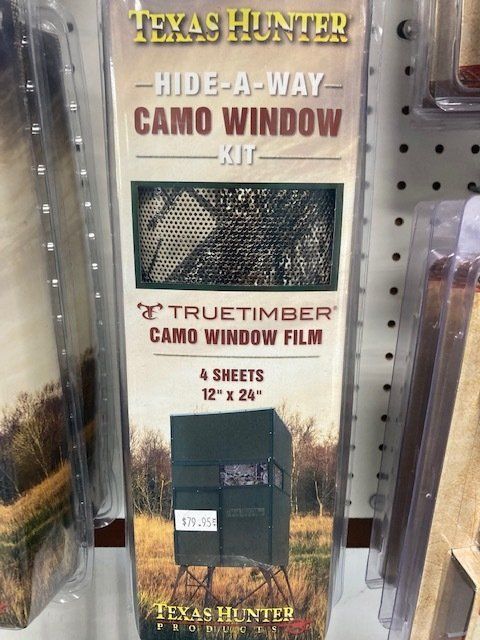 TEXAS HUNTER
HIDE-A-WAY
CAMO WINDOW
KIT
TRUETIMBER®
CAMO WINDOW FILM
4 SHEETS
12" x 24"
$79.95
TEXAS HUNTER
PRODUCTS